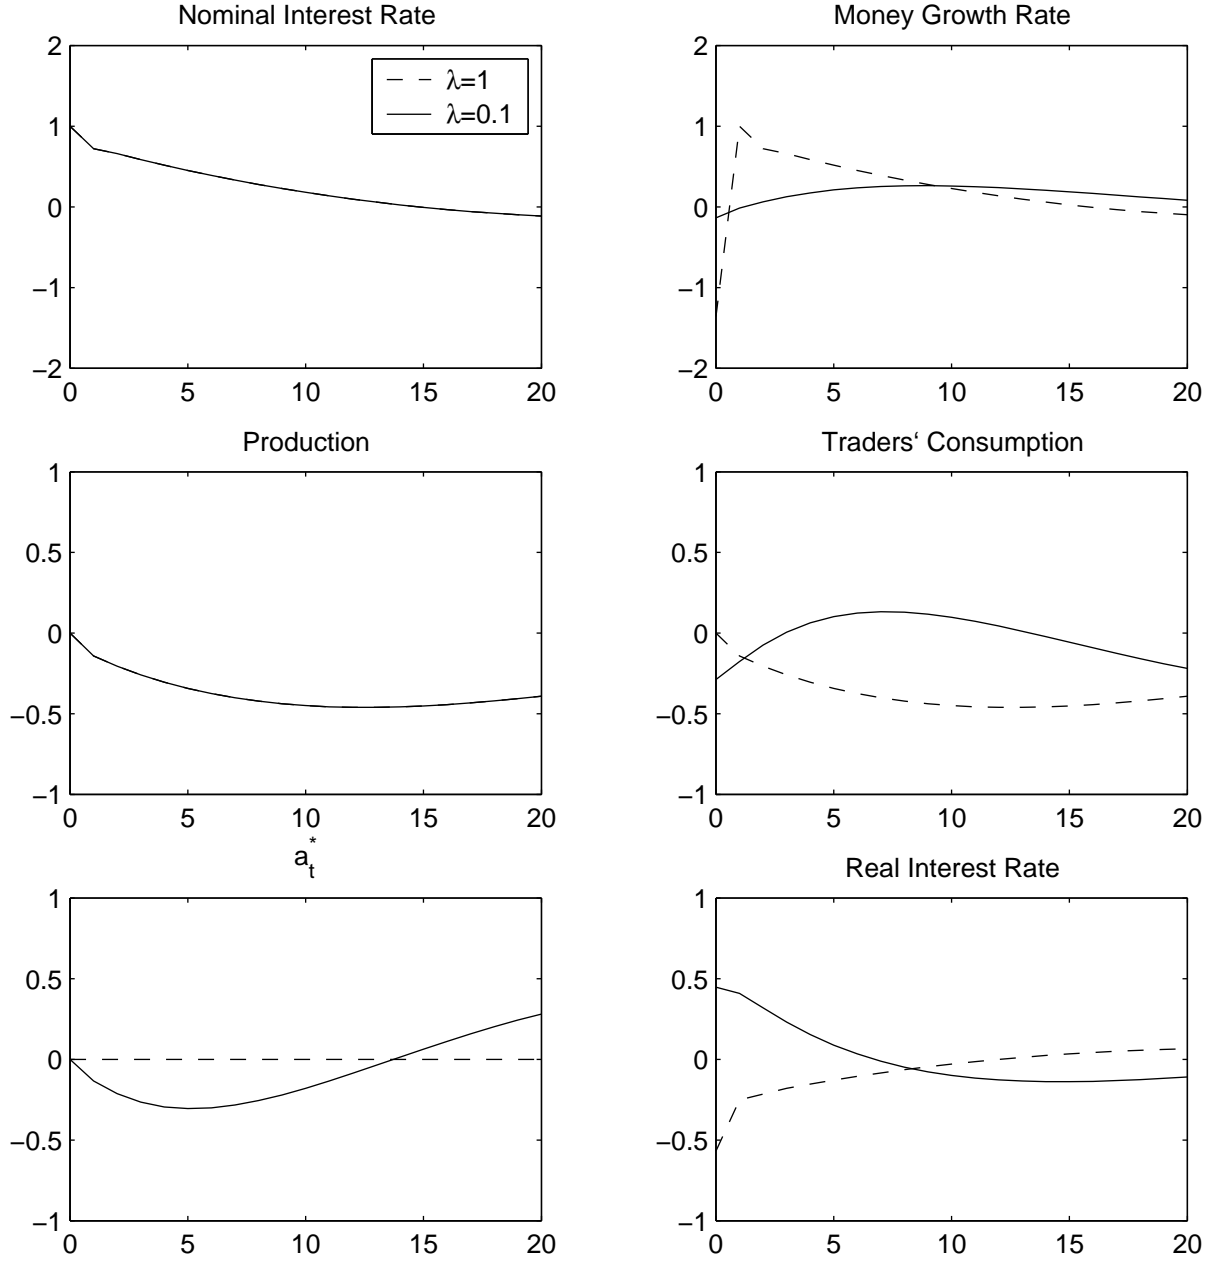 Nominal Interest Rate
2
1
0
−1
−2
0 5 10 15 20
λ=1
λ=0.1
Money Growth Rate
2
1
0
−1
−2
0 5 10 15 20
Production
1
0.5
0
−0.5
−1
0 5 10 15 20
Traders‘ Consumption
1
0.5
0
−0.5
−1
0 5 10 15 20
a_t^*
1
0.5
0
−0.5
−1
0 5 10 15 20
Real Interest Rate
1
0.5
0
−0.5
−1
0 5 10 15 20